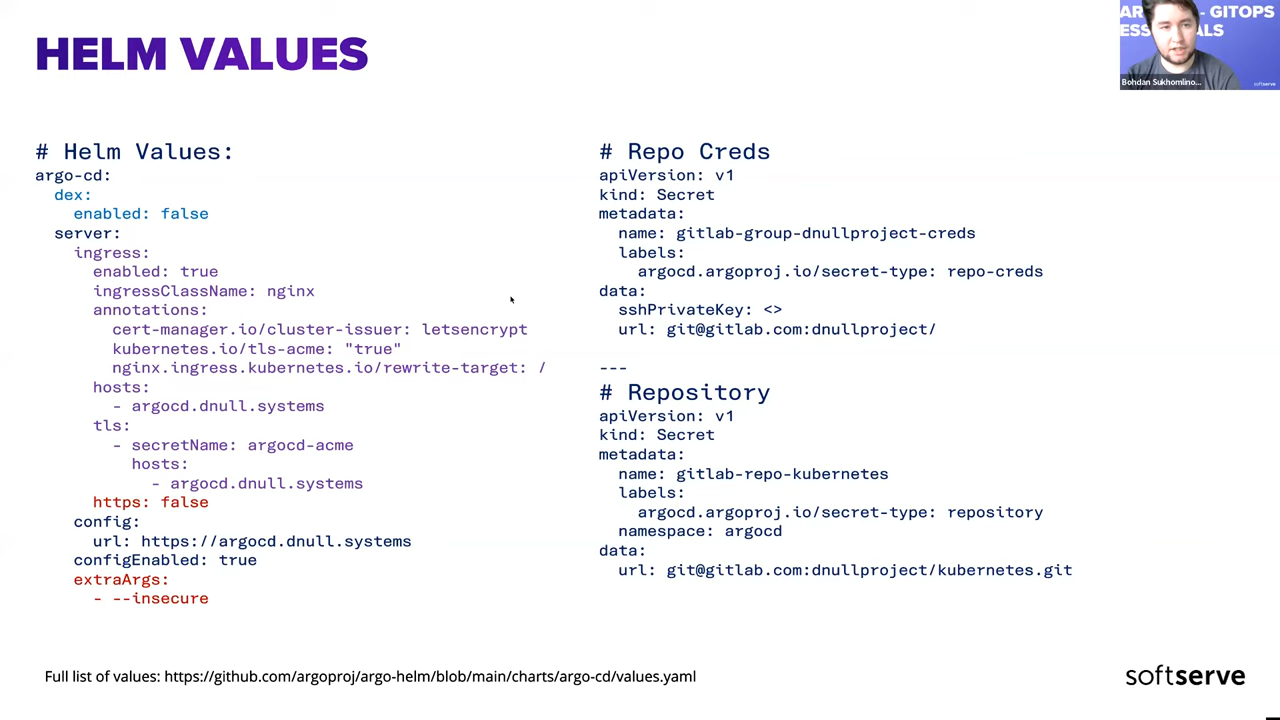 HELM VALUES
# Helm Values:
argo-cd:
  dex:
    enabled: false
  server:
    ingress:
      enabled: true
      ingressClassName: nginx
      annotations:
        cert-manager.io/cluster-issuer: letsencrypt
        kubernetes.io/tls-acme: "true"
        nginx.ingress.kubernetes.io/rewrite-target: /
      hosts:
        - argocd.dnull.systems
      tls:
        - secretName: argocd-acme
          hosts:
            - argocd.dnull.systems
      https: false
    config:
      url: https://argocd.dnull.systems
    configEnabled: true
    extraArgs:
      - --insecure
# Repo Creds
apiVersion: v1
kind: Secret
metadata:
  name: gitlab-group-dnullproject-creds
  labels:
    argocd.argoproj.io/secret-type: repo-creds
data:
  sshPrivateKey: <>
  url: git@gitlab.com:dnullproject/
---
# Repository
apiVersion: v1
kind: Secret
metadata:
  name: gitlab-repo-kubernetes
  labels:
    argocd.argoproj.io/secret-type: repository
  namespace: argocd
data:
  url: git@gitlab.com:dnullproject/kubernetes.git
Full list of values: https://github.com/argoproj/argo-helm/blob/main/charts/argo-cd/values.yaml
softserve
- GITOPS
Bohdan Sukhomlino...
softserve